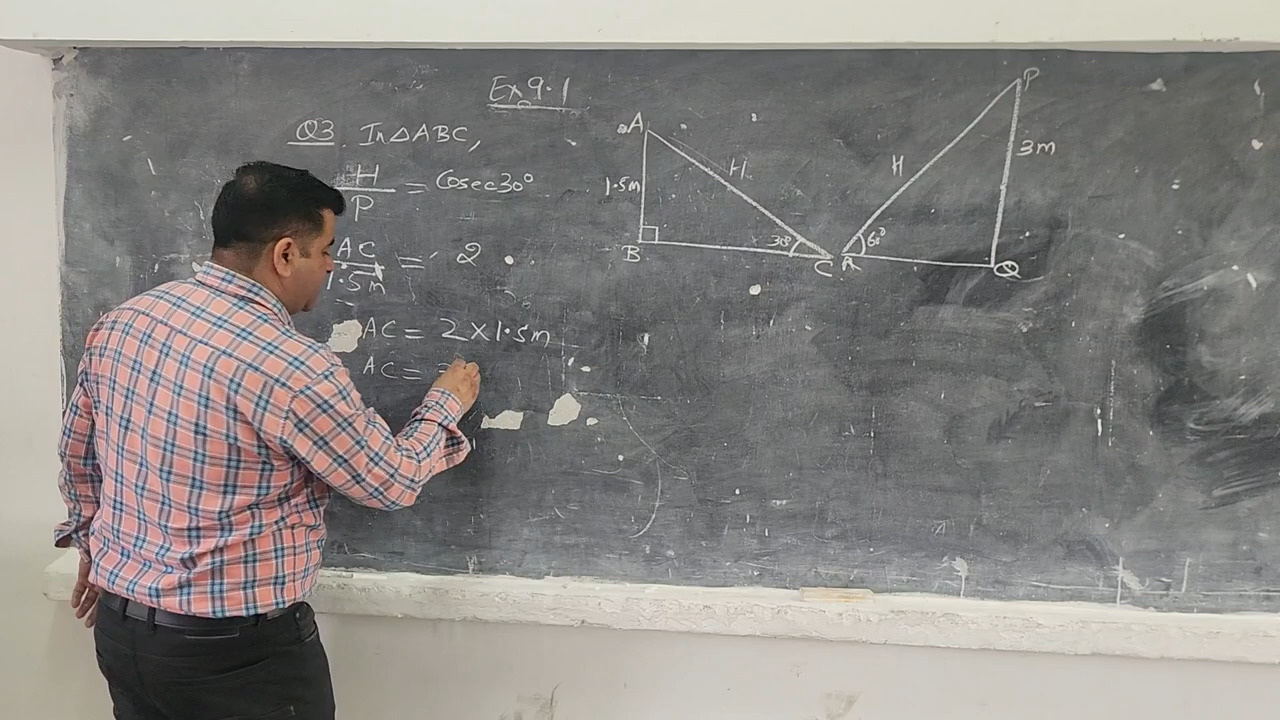 Ex 9.1
Q3. In △ABC,
H/P = Cosec30°
AC/1.5m = 2
AC = 2×1.5m
AC =
A
1.5m
B
H
30°
C
P
3m
H
60°
R
Q